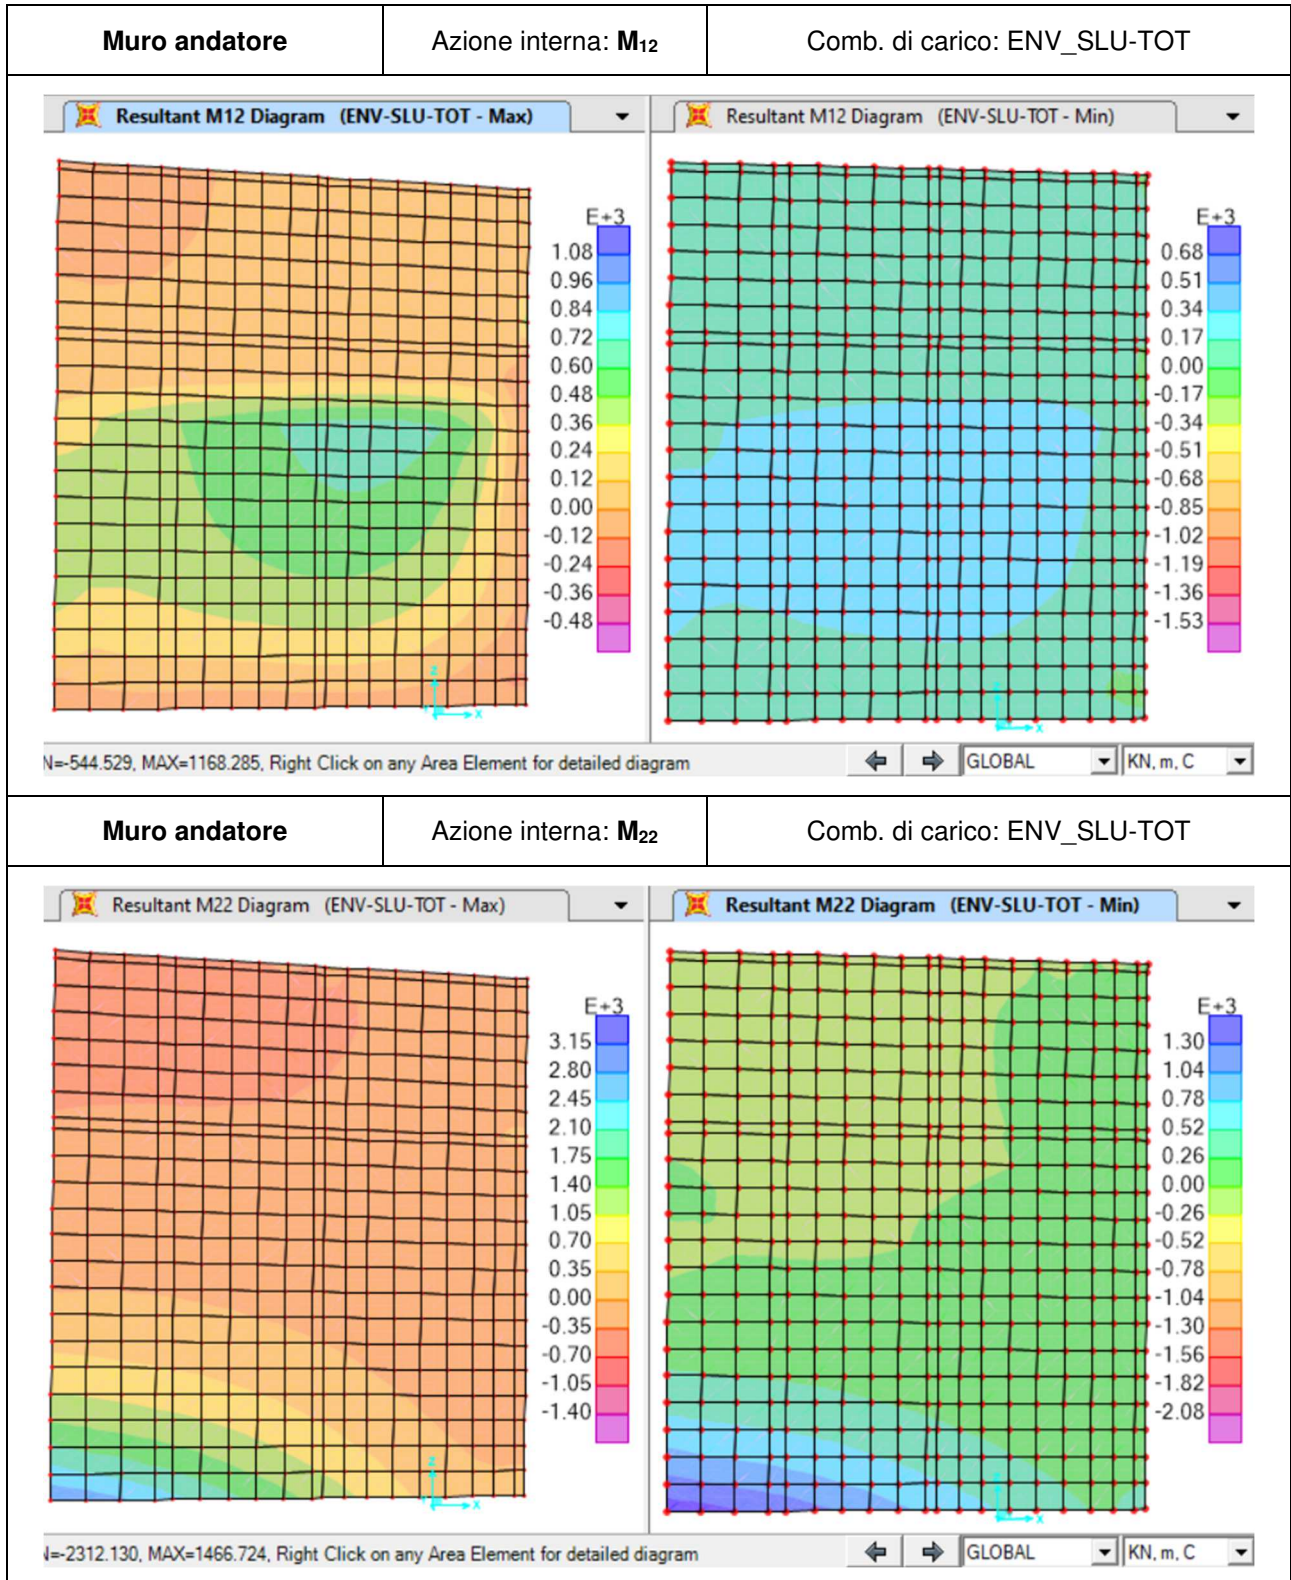 Muro andatore Azione interna: M12 Comb. di carico: ENV_SLU-TOT
Resultant M12 Diagram (ENV-SLU-TOT - Max)
Resultant M12 Diagram (ENV-SLU-TOT - Min)
E+3
1.08
0.96
0.84
0.72
0.60
0.48
0.36
0.24
0.12
0.00
-0.12
-0.24
-0.36
-0.48
Z
X
E+3
0.68
0.51
0.34
0.17
0.00
-0.17
-0.34
-0.51
-0.68
-0.85
-1.02
-1.19
-1.36
-1.53
X
N=-544.529, MAX=1168.285, Right Click on any Area Element for detailed diagram
GLOBAL
KN, m, C
Muro andatore Azione interna: M22 Comb. di carico: ENV_SLU-TOT
Resultant M22 Diagram (ENV-SLU-TOT - Max)
Resultant M22 Diagram (ENV-SLU-TOT - Min)
E+3
3.15
2.80
2.45
2.10
1.75
1.40
1.05
0.70
0.35
0.00
-0.35
-0.70
-1.05
-1.40
Z
X
E+3
1.30
1.04
0.78
0.52
0.26
0.00
-0.26
-0.52
-0.78
-1.04
-1.30
-1.56
-1.82
-2.08
X
N=-2312.130, MAX=1466.724, Right Click on any Area Element for detailed diagram
GLOBAL
KN, m, C